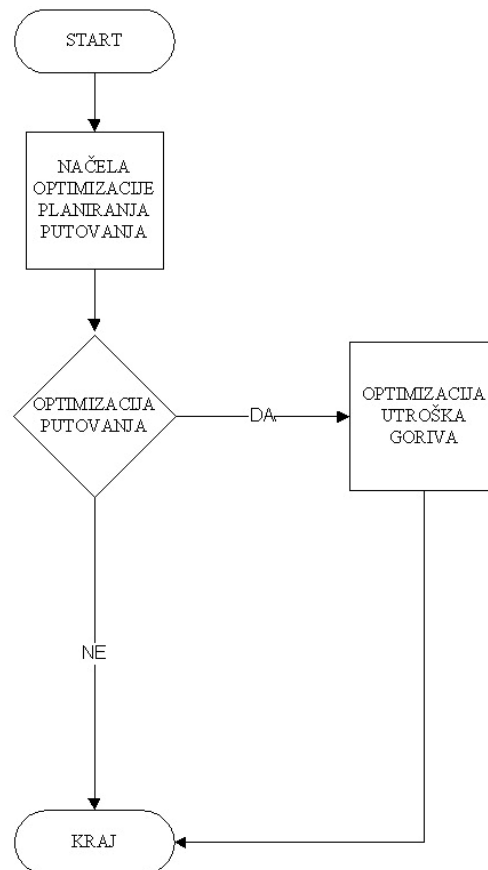 START
NAČELA
OPTIMIZACIJE
PLANIRANJA
PUTOVANJA
OPTIMIZACIJA
PUTOVANJA
DA
OPTIMIZACIJA
UTROŠKA
GORIVA
NE
KRAJ